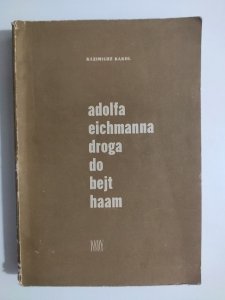 KAZIMIERZ KAKOL
adolfa
eichmanna
droga
do
bejt
haam